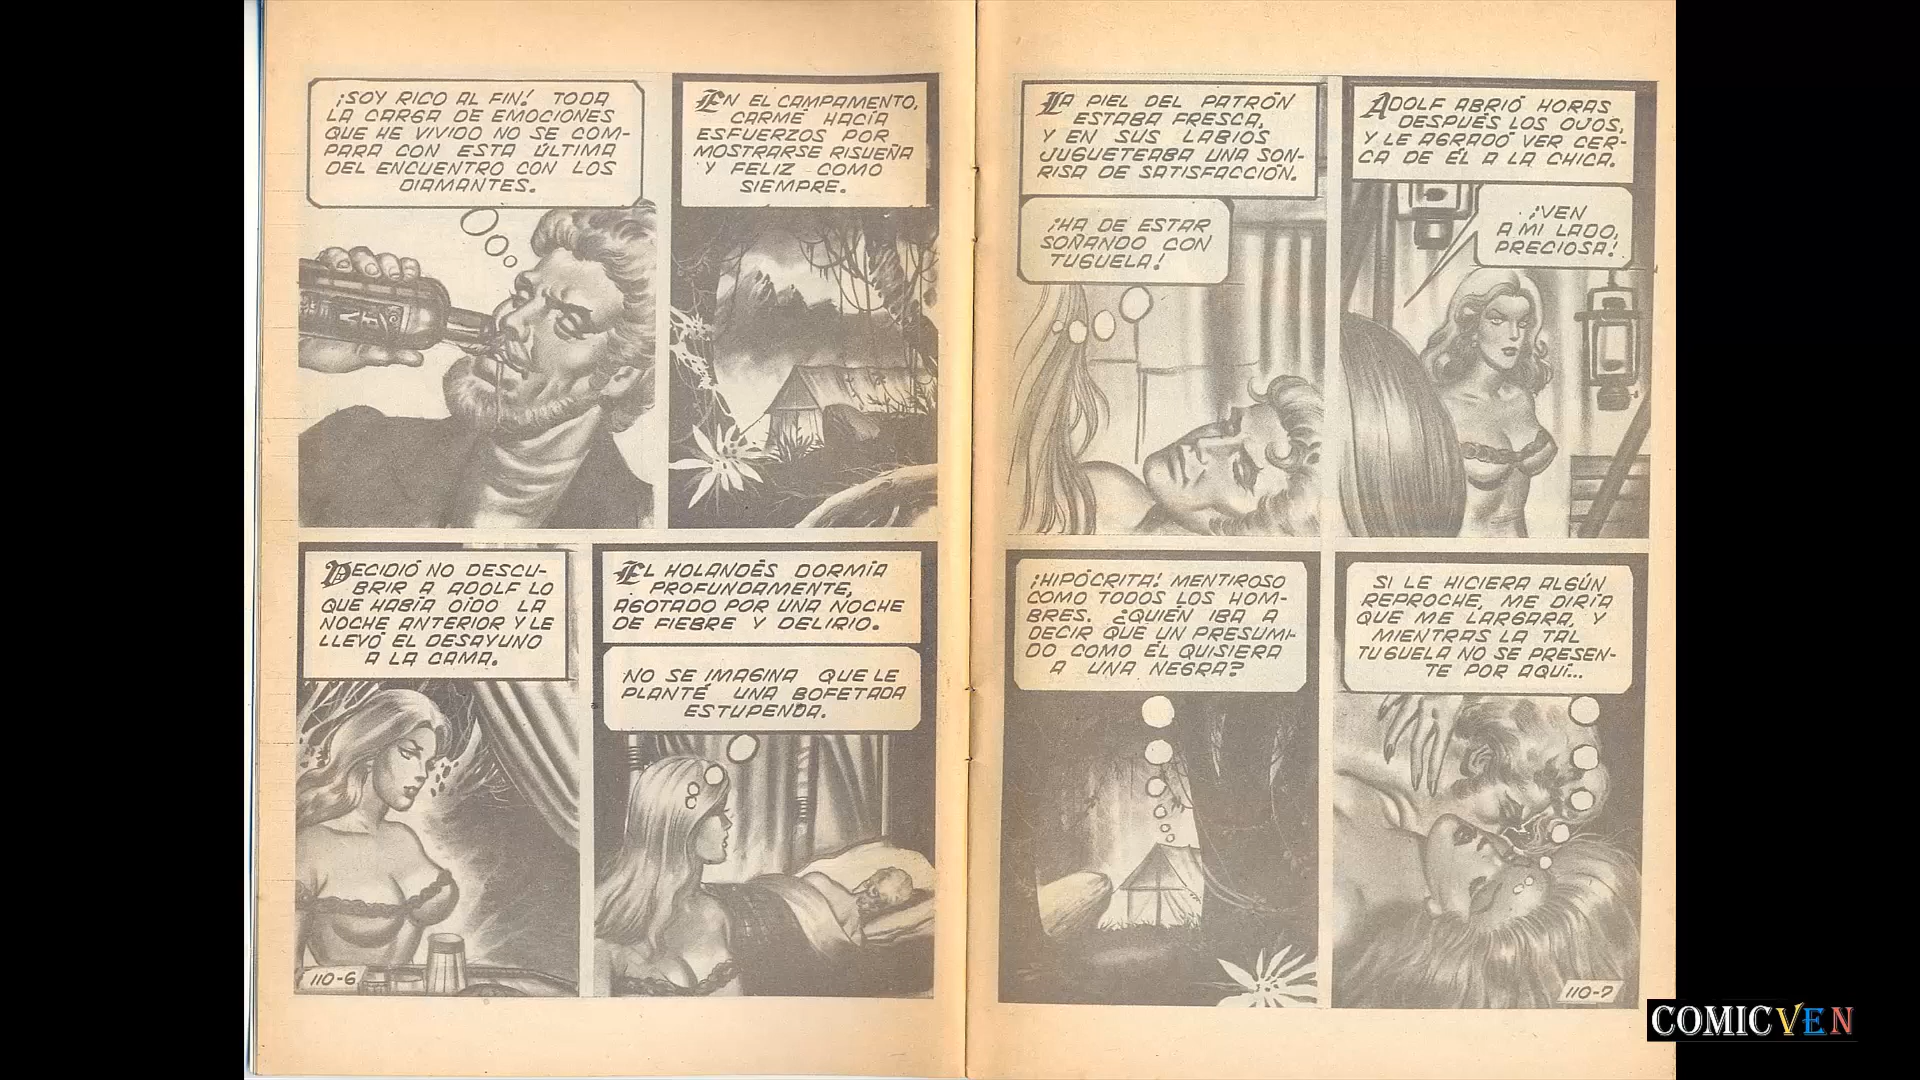 ¡SOY RICO AL FIN! TODA
LA CARGA DE EMOCIONES
QUE HE VIVIDO NO SE COM-
PARA CON ESTA ÚLTIMA
DEL ENCUENTRO CON LOS
DIAMANTES.
EN EL CAMPAMENTO,
CARME HACÍA
ESFUERZOS POR
MOSTRARSE RISUEÑA
Y FELIZ COMO
SIEMPRE.
DECIDIÓ NO DESCU-
BRIR A ADOLF LO
QUE HABÍA OÍDO LA
NOCHE ANTERIOR Y LE
LLEVÓ EL DESAYUNO
A LA CAMA.
110-6
EL HOLANDÉS DORMÍA
PROFUNDAMENTE,
AGOTADO POR UNA NOCHE
DE FIEBRE Y DELIRIO.
NO SE IMAGINA QUE LE
PLANTÉ UNA BOFETADA
ESTUPENDA.
LA PIEL DEL PATRÓN
ESTABA FRESCA,
Y EN SUS LABIOS
JUGUETEABA UNA SON-
RISA DE SATISFACCIÓN.
¡HA DE ESTAR
SOÑANDO CON
TUGUELA!
ADOLF ABRIÓ HORAS
DESPUÉS LOS OJOS,
Y LE AGRADÓ VER CER-
CA DE ÉL A LA CHICA.
¡VEN
A MI LADO,
PRECIOSA!
¡HIPÓCRITA! MENTIROSO
COMO TODOS LOS HOM-
BRES. ¿QUIÉN IBA A
DECIR QUE UN PRESUMI-
DO COMO ÉL QUISIERA
A UNA NEGRA?
SI LE HICIERA ALGÚN
REPROCHE, ME DIRÍA
QUE ME LARGARA, Y
MIENTRAS LA TAL
TUGUELA NO SE PRESEN-
TE POR AQUÍ...
110-7
COMICVEN